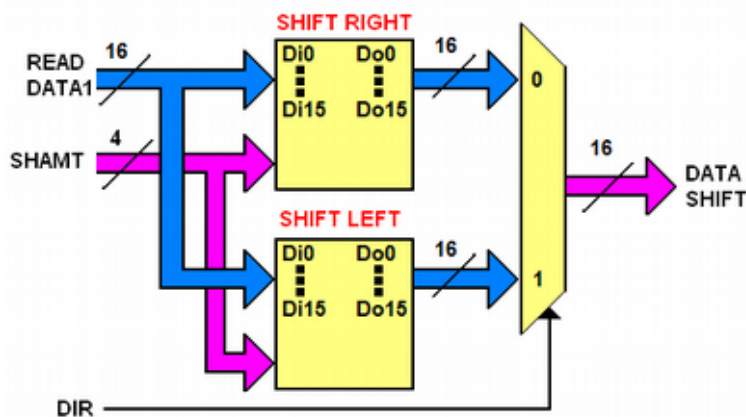 SHIFT RIGHT
READ
DATA1
16
Di0
Di15
Do0
Do15
16
0
SHAMT
4
16
DATA
SHIFT
SHIFT LEFT
Di0
Di15
Do0
Do15
16
1
DIR